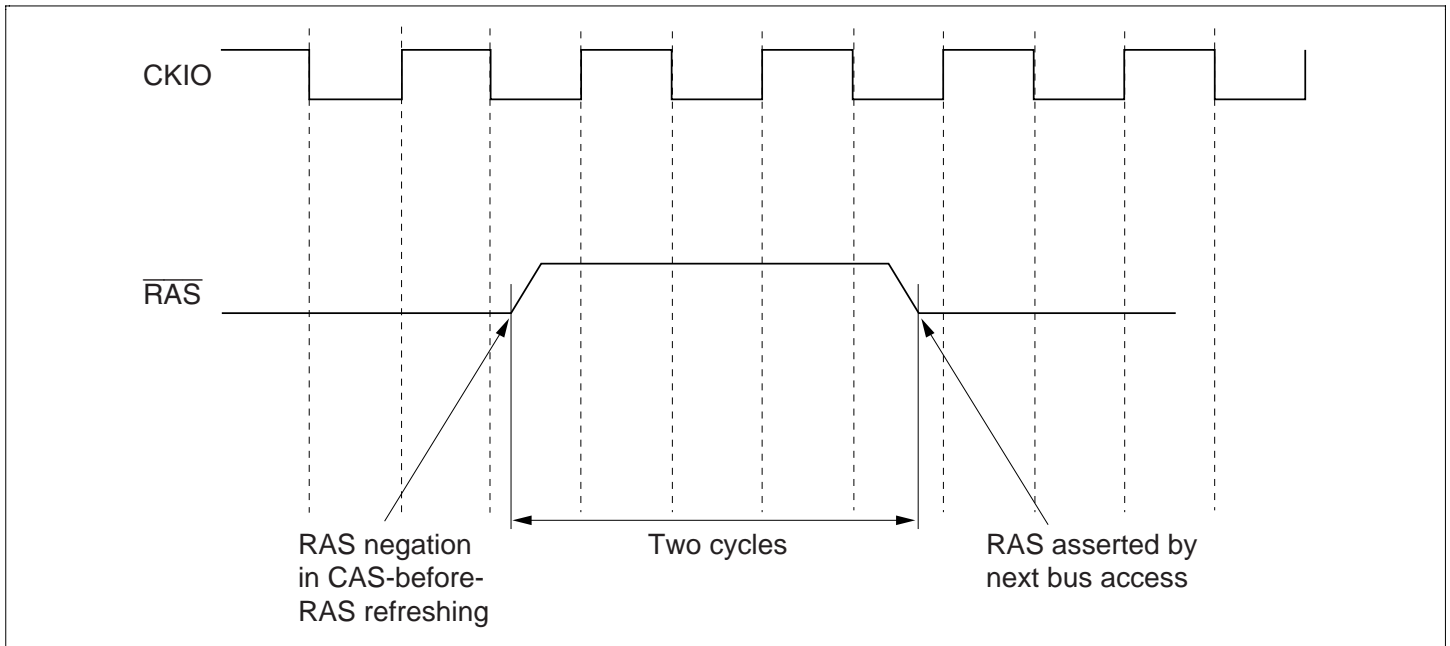 CKIO
RAS
RAS negation
in CAS-before-
RAS refreshing
Two cycles
RAS asserted by
next bus access